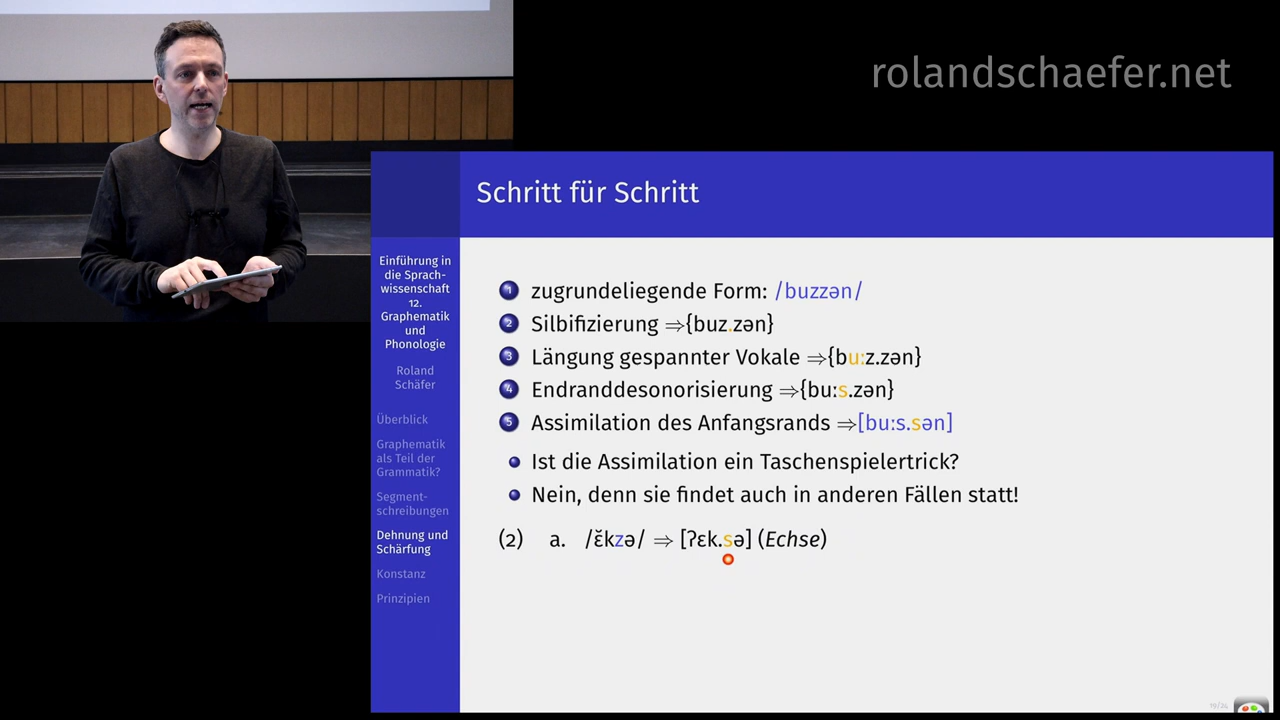 rolandschaefer.net
Schritt für Schritt
Einführung in
die Sprach-
wissenschaft
12.
Graphematik
und
Phonologie
Roland
Schäfer
Überblick
Graphematik
als Teil der
Grammatik?
Segment-
schreibungen
Dehnung und
Schärfung
Konstanz
Prinzipien
1 zugrundeliegende Form: /buzzən/
2 Silbifizierung ⇒{buz.zən}
3 Längung gespannter Vokale ⇒{buːz.zən}
4 Endranddesonorisierung ⇒{buːs.zən}
5 Assimilation des Anfangsrands ⇒[buːs.sən]
Ist die Assimilation ein Taschenspielertrick?
Nein, denn sie findet auch in anderen Fällen statt!
(2) a. /ɛ̆kzə/ ⇒ [ʔɛk.sə] (Echse)
19/24